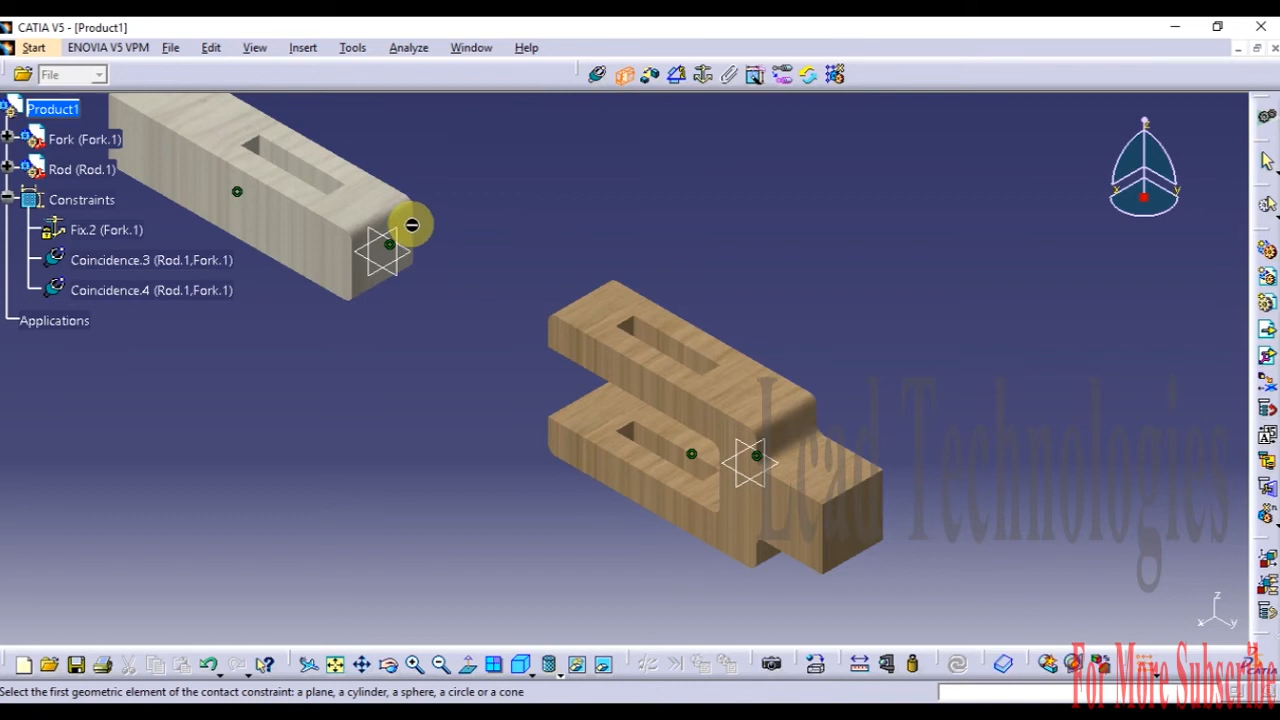 CATIA V5 - [Product1]
Start ENOVIA V5 VPM File Edit View Insert Tools Analyze Window Help
File
Product1
Fork (Fork.1)
Rod (Rod.1)
Constraints
Fix.2 (Fork.1)
Coincidence.3 (Rod.1,Fork.1)
Coincidence.4 (Rod.1,Fork.1)
Applications
z
x y
Lead Technologies
z
x y
For More Subscribe
CATIA
Select the first geometric element of the contact constraint: a plane, a cylinder, a sphere, a circle or a cone